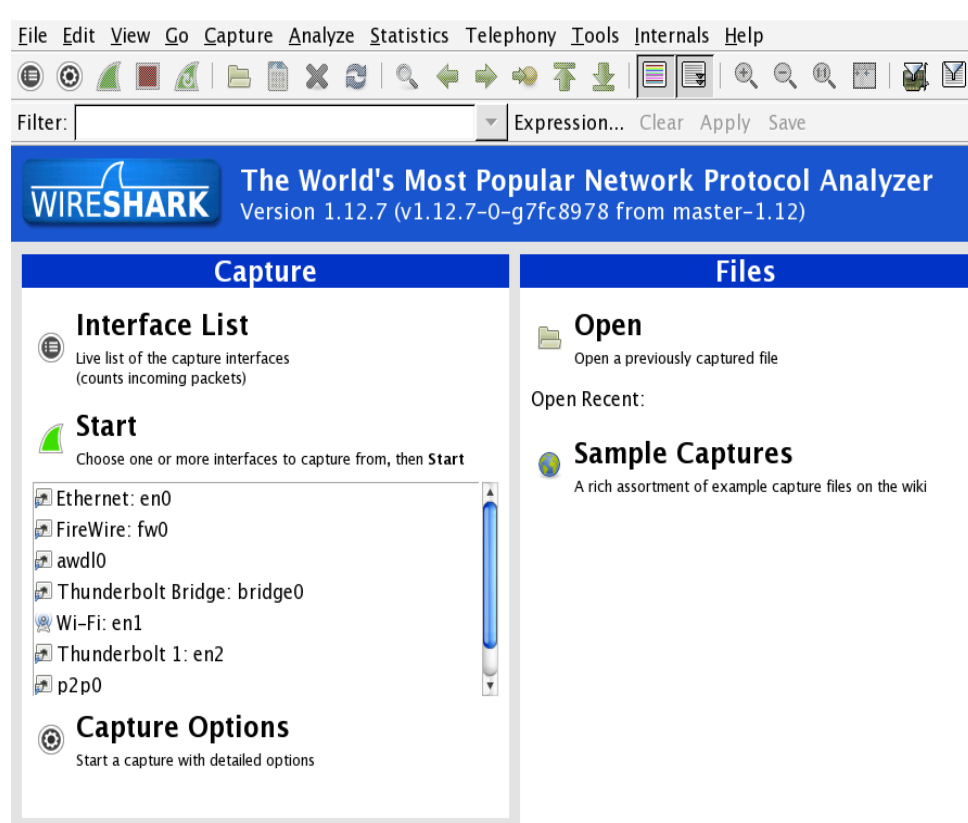 File Edit View Go Capture Analyze Statistics Telephony Tools Internals Help
Filter: Expression... Clear Apply Save
WIRESHARK
The World's Most Popular Network Protocol Analyzer
Version 1.12.7 (v1.12.7-0-g7fc8978 from master-1.12)
Capture
Interface List
Live list of the capture interfaces
(counts incoming packets)
Start
Choose one or more interfaces to capture from, then Start
Ethernet: en0
FireWire: fw0
awdl0
Thunderbolt Bridge: bridge0
Wi-Fi: en1
Thunderbolt 1: en2
p2p0
Capture Options
Start a capture with detailed options
Files
Open
Open a previously captured file
Open Recent:
Sample Captures
A rich assortment of example capture files on the wiki